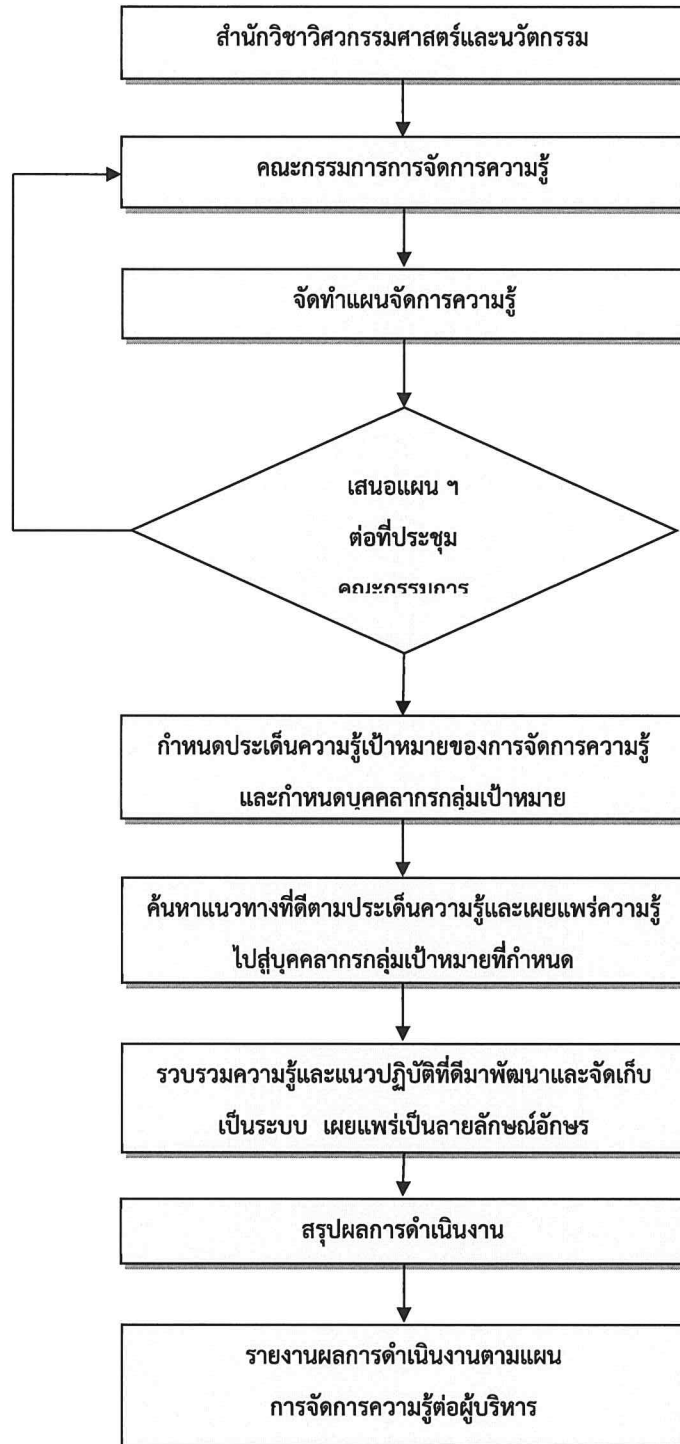 สำนักวิชาวิศวกรรมศาสตร์และนวัตกรรม
คณะกรรมการการจัดการความรู้
จัดทำแผนจัดการความรู้
เสนอแผน ฯ
ต่อที่ประชุม
คณะกรรมการ
กำหนดประเด็นความรู้เป้าหมายของการจัดการความรู้
และกำหนดบุคคลากรกลุ่มเป้าหมาย
ค้นหาแนวทางที่ดีตามประเด็นความรู้และเผยแพร่ความรู้
ไปสู่บุคคลากรกลุ่มเป้าหมายที่กำหนด
รวบรวมความรู้และแนวปฏิบัติที่ดีมาพัฒนาและจัดเก็บ
เป็นระบบ เผยแพร่เป็นลายลักษณ์อักษร
สรุปผลการดำเนินงาน
รายงานผลการดำเนินงานตามแผน
การจัดการความรู้ต่อผู้บริหาร